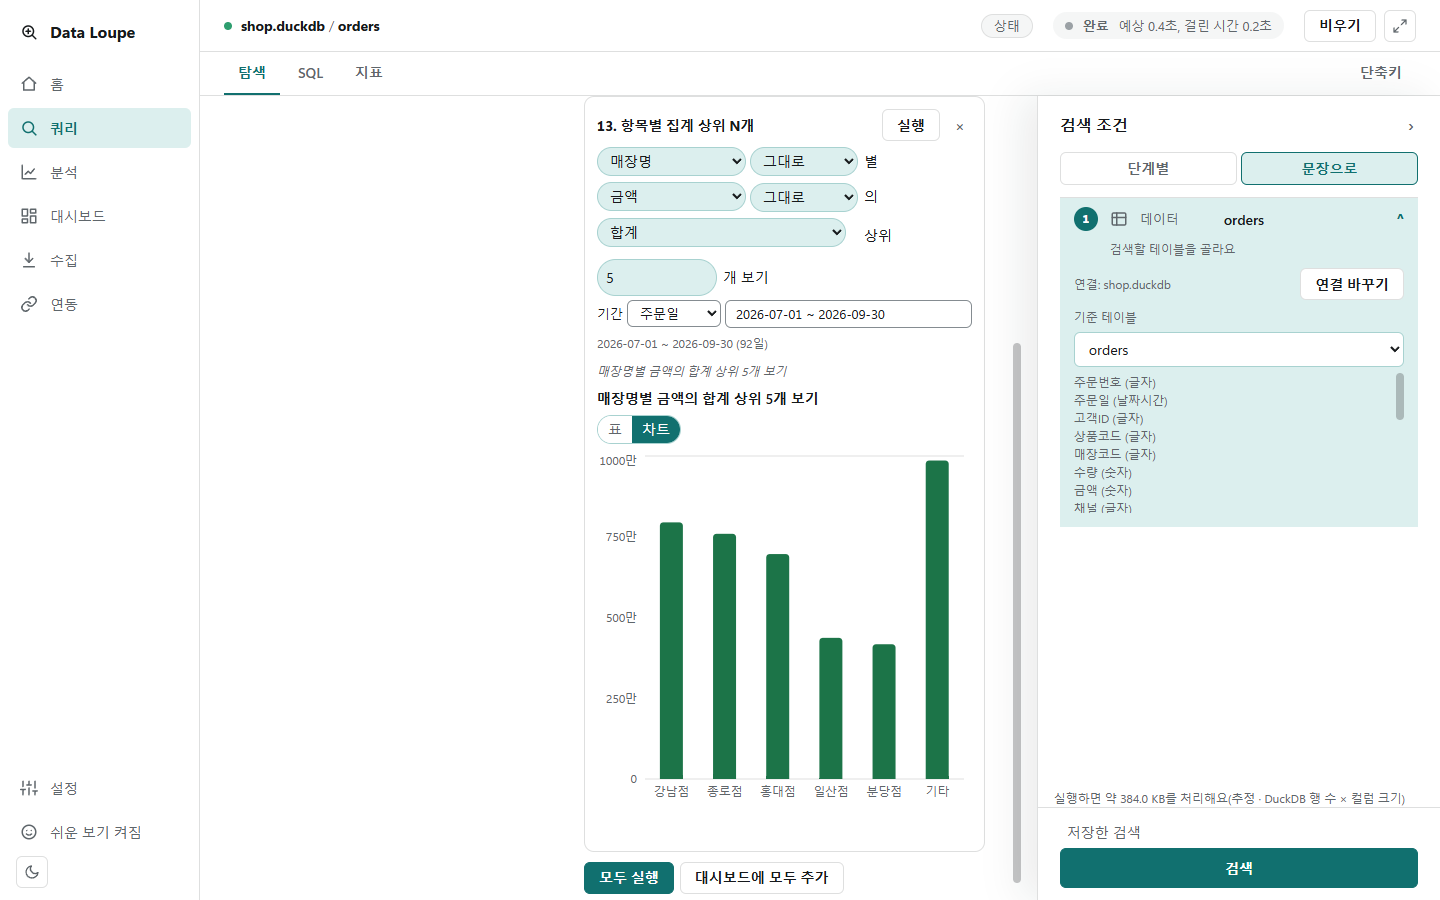 Data Loupe
홈
쿼리
분석
대시보드
수집
연동
설정
쉬운 보기 켜짐
shop.duckdb / orders
상태
완료 예상 0.4초, 걸린 시간 0.2초
비우기
탐색 SQL 지표
단축키
13. 항목별 집계 상위 N개
실행 ×
매장명 그대로 별
금액 그대로 의
합계 상위
5 개 보기
기간 주문일 2026-07-01 ~ 2026-09-30
2026-07-01 ~ 2026-09-30 (92일)
매장명별 금액의 합계 상위 5개 보기
매장명별 금액의 합계 상위 5개 보기
표 차트
1000만
750만
500만
250만
0
강남점 종로점 홍대점 일산점 분당점 기타
모두 실행 대시보드에 모두 추가
검색 조건
단계별 문장으로
1 데이터 orders
검색할 테이블을 골라요
연결: shop.duckdb 연결 바꾸기
기준 테이블
orders
주문번호 (글자)
주문일 (날짜시간)
고객ID (글자)
상품코드 (글자)
매장코드 (글자)
수량 (숫자)
금액 (숫자)
채널 (글자)
실행하면 약 384.0 KB를 처리해요(추정 · DuckDB 행 수 × 컬럼 크기)
저장한 검색
검색